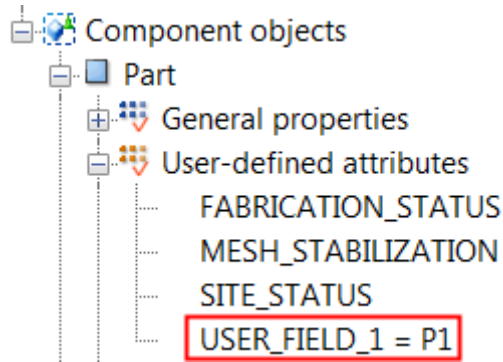 Component objects
Part
General properties
User-defined attributes
FABRICATION_STATUS
MESH_STABILIZATION
SITE_STATUS
USER_FIELD_1 = P1